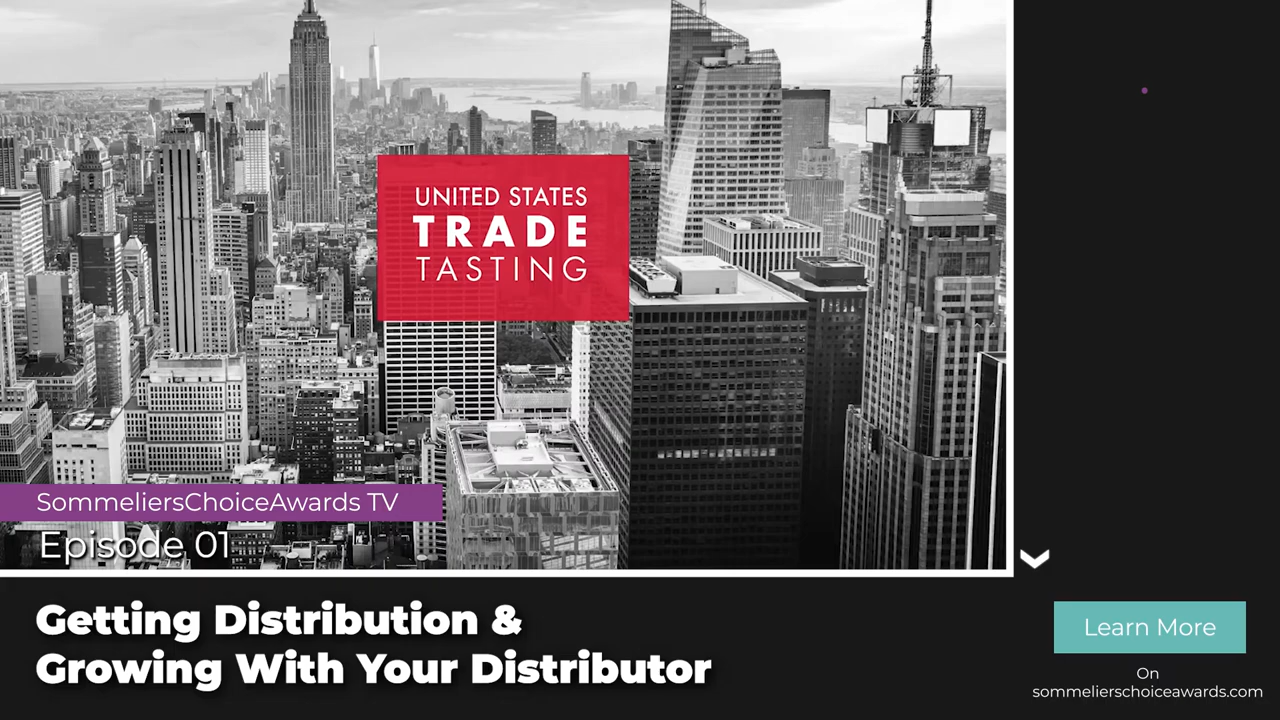 UNITED STATES
TRADE
TASTING
SommeliersChoiceAwards TV
Episode 01
Getting Distribution &
Growing With Your Distributor
Learn More
On
sommelierschoiceawards.com